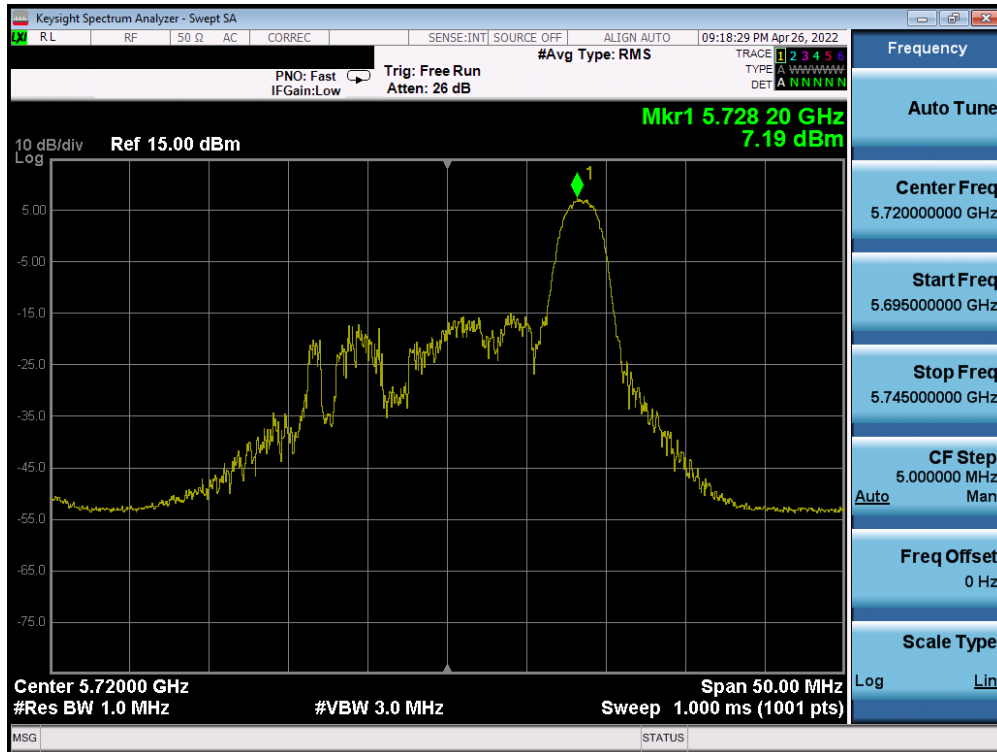 Keysight Spectrum Analyzer - Swept SA
LXI RL RF 50 Ω AC CORREC SENSE:INT SOURCE OFF ALIGN AUTO 09:18:29 PM Apr 26, 2022
#Avg Type: RMS
TRACE 1 2 3 4 5 6
PNO: Fast Trig: Free Run TYPE A WWWWW
IFGain:Low Atten: 26 dB DET A N N N N N
Mkr1 5.728 20 GHz
7.19 dBm
10 dB/div Ref 15.00 dBm
Log
1
5.00
-5.00
-15.0
-25.0
-35.0
-45.0
-55.0
-65.0
-75.0
Center 5.72000 GHz Span 50.00 MHz
#Res BW 1.0 MHz #VBW 3.0 MHz Sweep 1.000 ms (1001 pts)
MSG STATUS
Frequency
Auto Tune
Center Freq
5.720000000 GHz
Start Freq
5.695000000 GHz
Stop Freq
5.745000000 GHz
CF Step
5.000000 MHz
Auto Man
Freq Offset
0 Hz
Scale Type
Log Lin